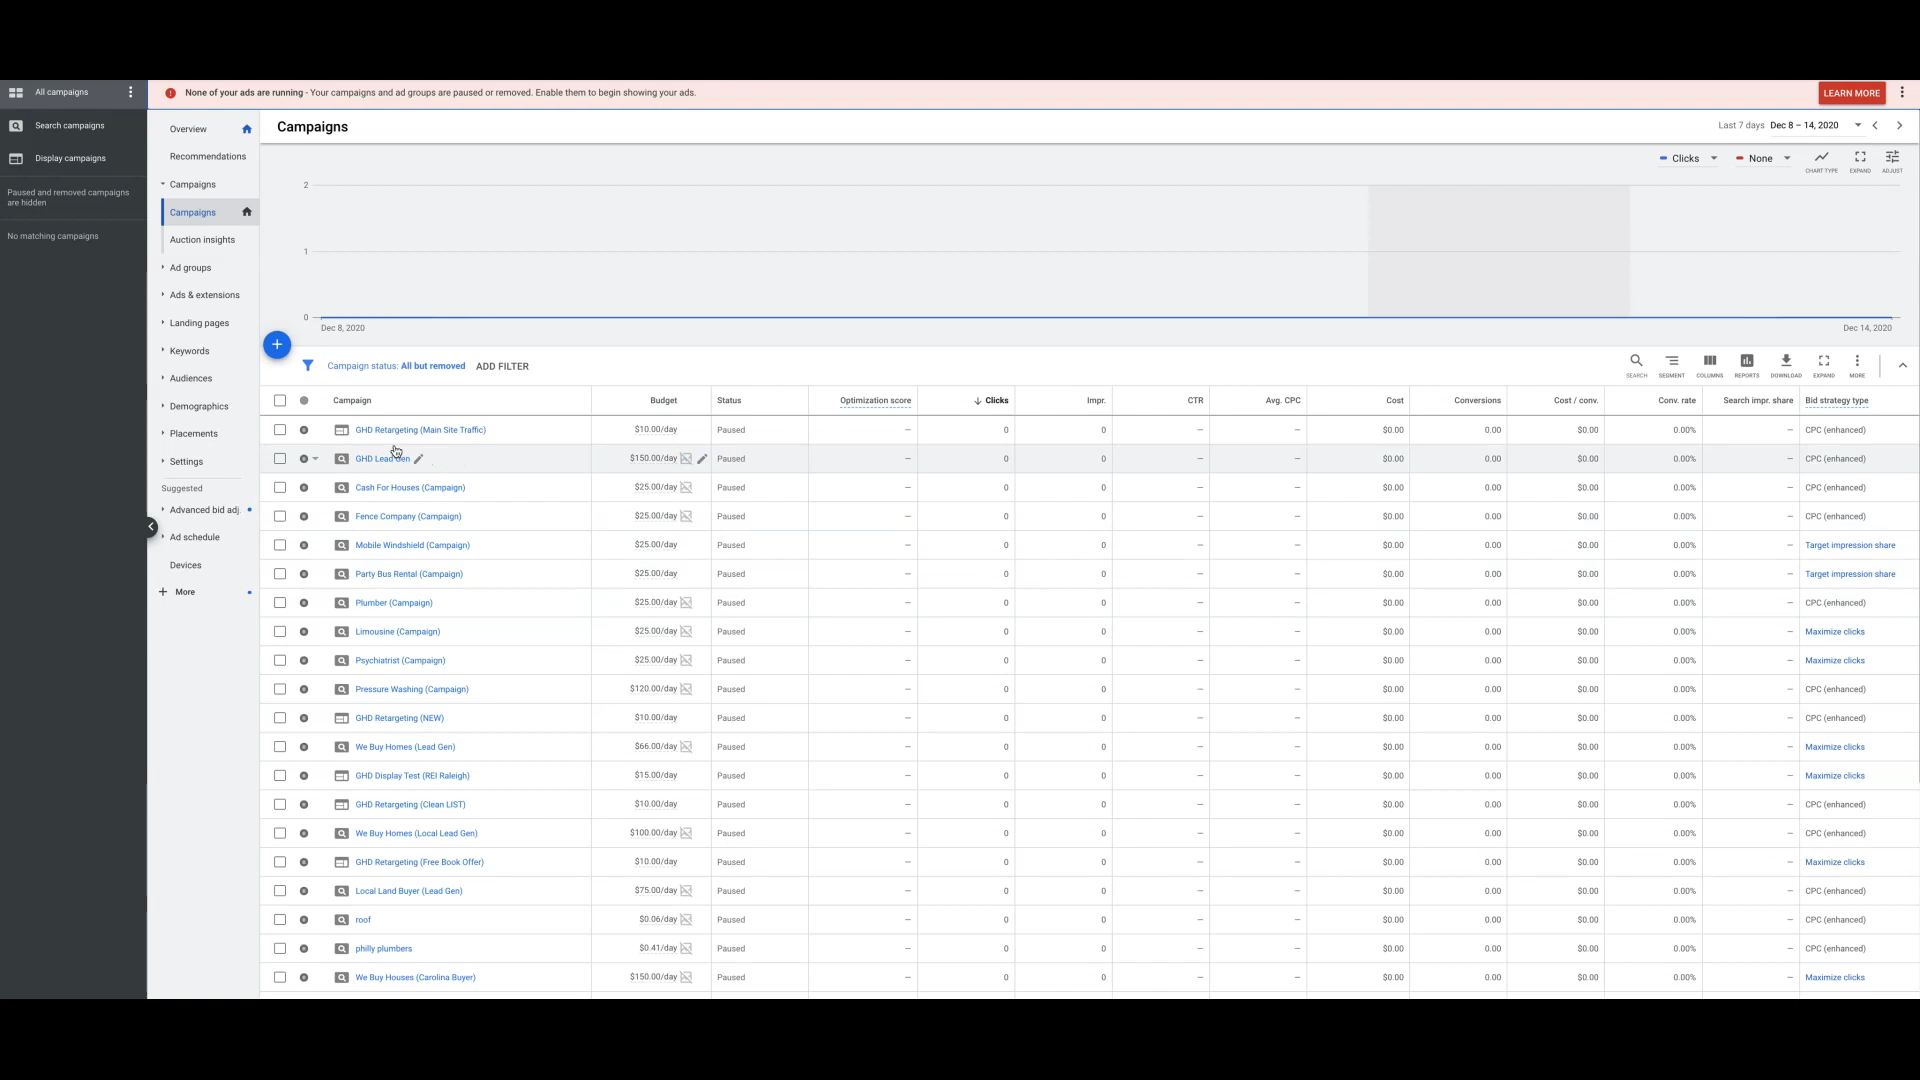 All campaigns
Search campaigns
Display campaigns
Paused and removed campaigns
are hidden
No matching campaigns
None of your ads are running - Your campaigns and ad groups are paused or removed. Enable them to begin showing your ads.
LEARN MORE
Overview
Recommendations
Campaigns
Campaigns
Auction insights
Ad groups
Ads & extensions
Landing pages
Keywords
Audiences
Demographics
Placements
Settings
Suggested
Advanced bid adj.
Ad schedule
Devices
More
Campaigns
Last 7 days Dec 8 – 14, 2020
Clicks None
CHART TYPE EXPAND ADJUST
2
1
0
Dec 8, 2020 Dec 14, 2020
Campaign status: All but removed ADD FILTER
SEARCH SEGMENT COLUMNS REPORTS DOWNLOAD EXPAND MORE
Campaign Budget Status Optimization score Clicks Impr. CTR Avg. CPC Cost Conversions Cost / conv. Conv. rate Search impr. share Bid strategy type
GHD Retargeting (Main Site Traffic) $10.00/day Paused – 0 0 – – $0.00 0.00 $0.00 0.00% – CPC (enhanced)
GHD Lead Gen $150.00/day Paused – 0 0 – – $0.00 0.00 $0.00 0.00% – CPC (enhanced)
Cash For Houses (Campaign) $25.00/day Paused – 0 0 – – $0.00 0.00 $0.00 0.00% – CPC (enhanced)
Fence Company (Campaign) $25.00/day Paused – 0 0 – – $0.00 0.00 $0.00 0.00% – CPC (enhanced)
Mobile Windshield (Campaign) $25.00/day Paused – 0 0 – – $0.00 0.00 $0.00 0.00% – Target impression share
Party Bus Rental (Campaign) $25.00/day Paused – 0 0 – – $0.00 0.00 $0.00 0.00% – Target impression share
Plumber (Campaign) $25.00/day Paused – 0 0 – – $0.00 0.00 $0.00 0.00% – CPC (enhanced)
Limousine (Campaign) $25.00/day Paused – 0 0 – – $0.00 0.00 $0.00 0.00% – Maximize clicks
Psychiatrist (Campaign) $25.00/day Paused – 0 0 – – $0.00 0.00 $0.00 0.00% – Maximize clicks
Pressure Washing (Campaign) $120.00/day Paused – 0 0 – – $0.00 0.00 $0.00 0.00% – CPC (enhanced)
GHD Retargeting (NEW) $10.00/day Paused – 0 0 – – $0.00 0.00 $0.00 0.00% – CPC (enhanced)
We Buy Homes (Lead Gen) $66.00/day Paused – 0 0 – – $0.00 0.00 $0.00 0.00% – Maximize clicks
GHD Display Test (REI Raleigh) $15.00/day Paused – 0 0 – – $0.00 0.00 $0.00 0.00% – Maximize clicks
GHD Retargeting (Clean LIST) $10.00/day Paused – 0 0 – – $0.00 0.00 $0.00 0.00% – CPC (enhanced)
We Buy Homes (Local Lead Gen) $100.00/day Paused – 0 0 – – $0.00 0.00 $0.00 0.00% – CPC (enhanced)
GHD Retargeting (Free Book Offer) $10.00/day Paused – 0 0 – – $0.00 0.00 $0.00 0.00% – Maximize clicks
Local Land Buyer (Lead Gen) $75.00/day Paused – 0 0 – – $0.00 0.00 $0.00 0.00% – CPC (enhanced)
roof $0.06/day Paused – 0 0 – – $0.00 0.00 $0.00 0.00% – CPC (enhanced)
philly plumbers $0.41/day Paused – 0 0 – – $0.00 0.00 $0.00 0.00% – CPC (enhanced)
We Buy Houses (Carolina Buyer) $150.00/day Paused – 0 0 – – $0.00 0.00 $0.00 0.00% – Maximize clicks